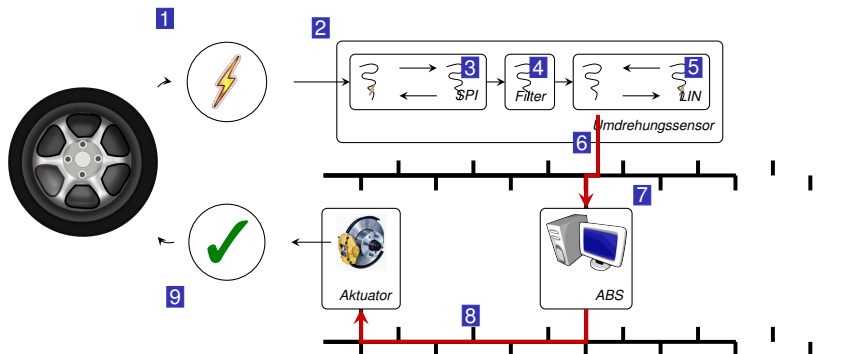 1
2
3
4
5
SPI
Filter
LIN
Umdrehungssensor
6
7
Aktuator
ABS
9
8